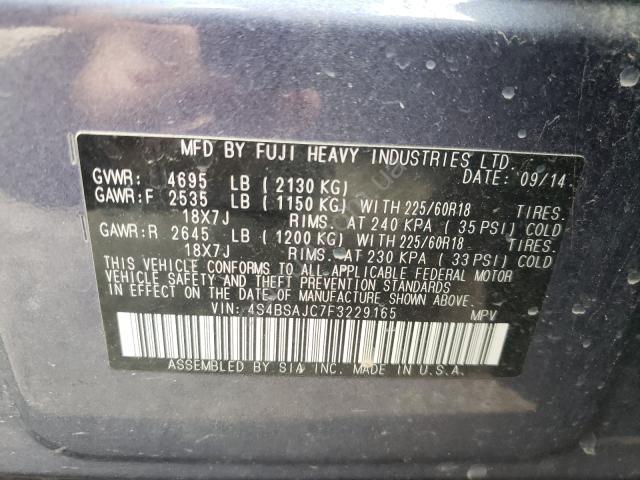 MFD BY FUJI HEAVY INDUSTRIES LTD.
DATE: 09/14
GVWR: 4695 LB (2130 KG)
GAWR:F 2535 LB (1150 KG) WITH 225/60R18 TIRES.
18X7J RIMS. AT 240 KPA (35 PSI) COLD
GAWR:R 2645 LB (1200 KG) WITH 225/60R18 TIRES.
18X7J RIMS. AT 230 KPA (33 PSI) COLD
THIS VEHICLE CONFORMS TO ALL APPLICABLE FEDERAL MOTOR
VEHICLE SAFETY AND THEFT PREVENTION STANDARDS
IN EFFECT ON THE DATE OF MANUFACTURE SHOWN ABOVE.
VIN: 4S4BSAJC7F3229165 MPV
ASSEMBLED BY SIA INC. MADE IN U.S.A.